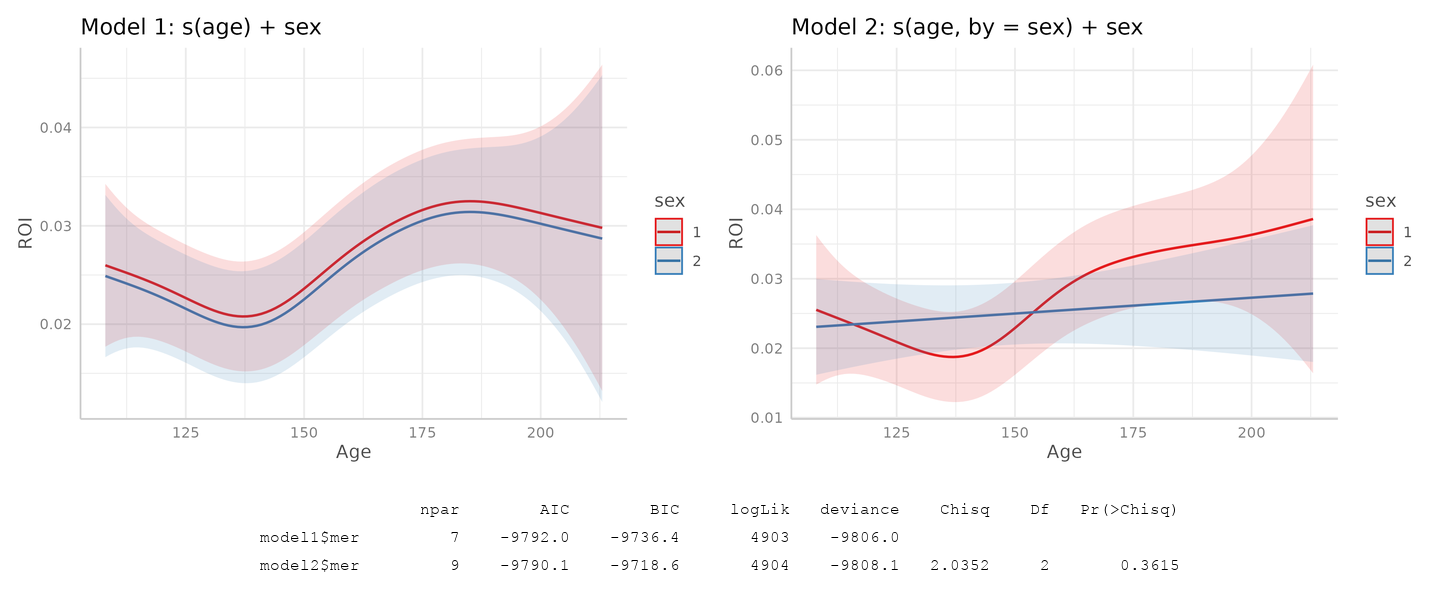 Model 1: s(age) + sex
0.04
0.03
0.02
ROI
125 150 175 200
Age
sex
1
2
Model 2: s(age, by = sex) + sex
0.06
0.05
0.04
0.03
0.02
0.01
ROI
125 150 175 200
Age
sex
1
2
npar AIC BIC logLik deviance Chisq Df Pr(>Chisq)
model1$mer 7 -9792.0 -9736.4 4903 -9806.0
model2$mer 9 -9790.1 -9718.6 4904 -9808.1 2.0352 2 0.3615